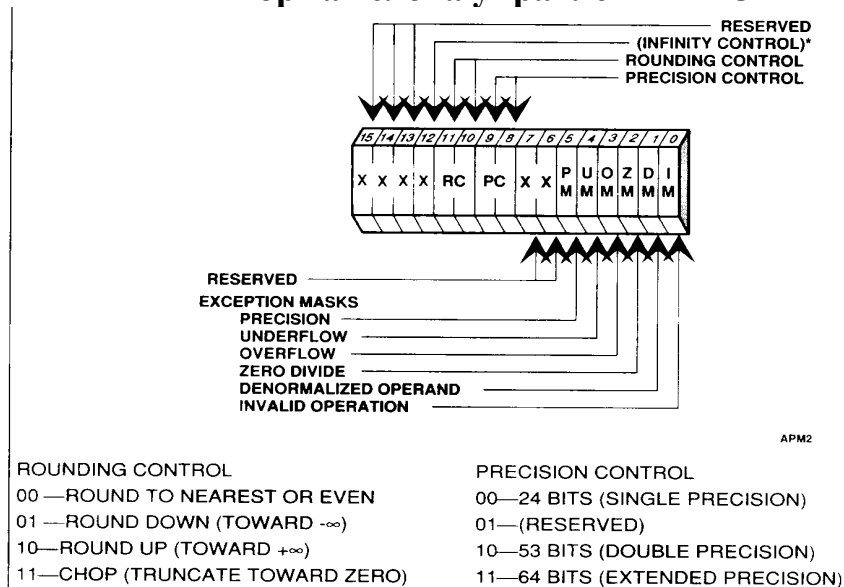 RESERVED
(INFINITY CONTROL)*
ROUNDING CONTROL
PRECISION CONTROL
15 14 13 12 11 10 9 8 7 6 5 4 3 2 1 0
X X X X RC PC X X P M U M O M Z M D M I M
RESERVED
EXCEPTION MASKS
PRECISION
UNDERFLOW
OVERFLOW
ZERO DIVIDE
DENORMALIZED OPERAND
INVALID OPERATION
APM2
ROUNDING CONTROL
00—ROUND TO NEAREST OR EVEN
01—ROUND DOWN (TOWARD -∞)
10—ROUND UP (TOWARD +∞)
11—CHOP (TRUNCATE TOWARD ZERO)
PRECISION CONTROL
00—24 BITS (SINGLE PRECISION)
01—(RESERVED)
10—53 BITS (DOUBLE PRECISION)
11—64 BITS (EXTENDED PRECISION)